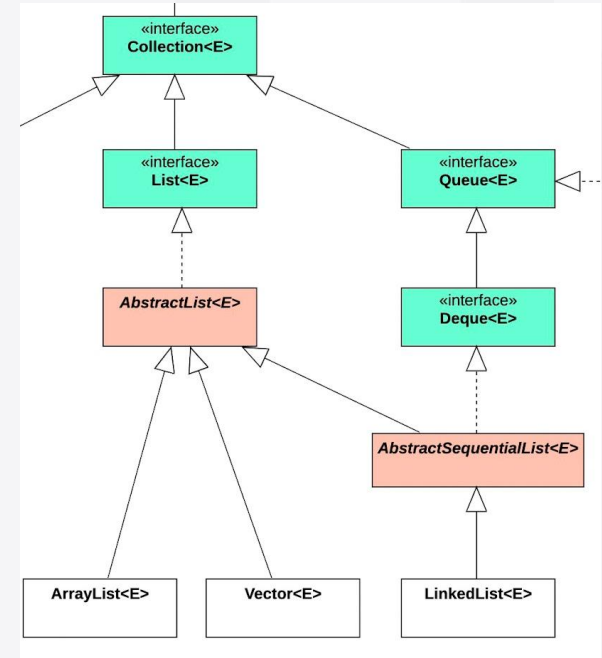 «interface»
Collection<E>
«interface»
List<E>
«interface»
Queue<E>
AbstractList<E>
«interface»
Deque<E>
AbstractSequentialList<E>
ArrayList<E>
Vector<E>
LinkedList<E>